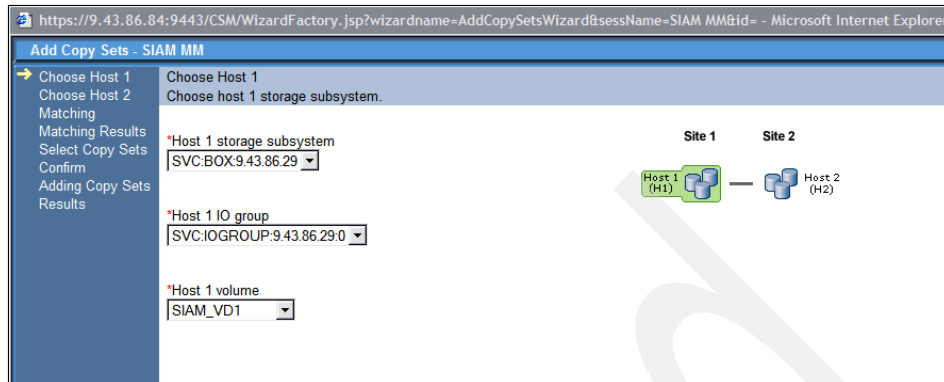 https://9.43.86.84:9443/CSM/WizardFactory.jsp?wizardname=AddCopySetsWizard&sessName=SIAM MM&id= - Microsoft Internet Explorer
Add Copy Sets - SIAM MM
Choose Host 1
Choose Host 2
Matching
Matching Results
Select Copy Sets
Confirm
Adding Copy Sets
Results
Choose Host 1
Choose host 1 storage subsystem.
*Host 1 storage subsystem
SVC:BOX:9.43.86.29
*Host 1 IO group
SVC:IOGROUP:9.43.86.29:0
*Host 1 volume
SIAM_VD1
Site 1 Site 2
Host 1
(H1)
Host 2
(H2)